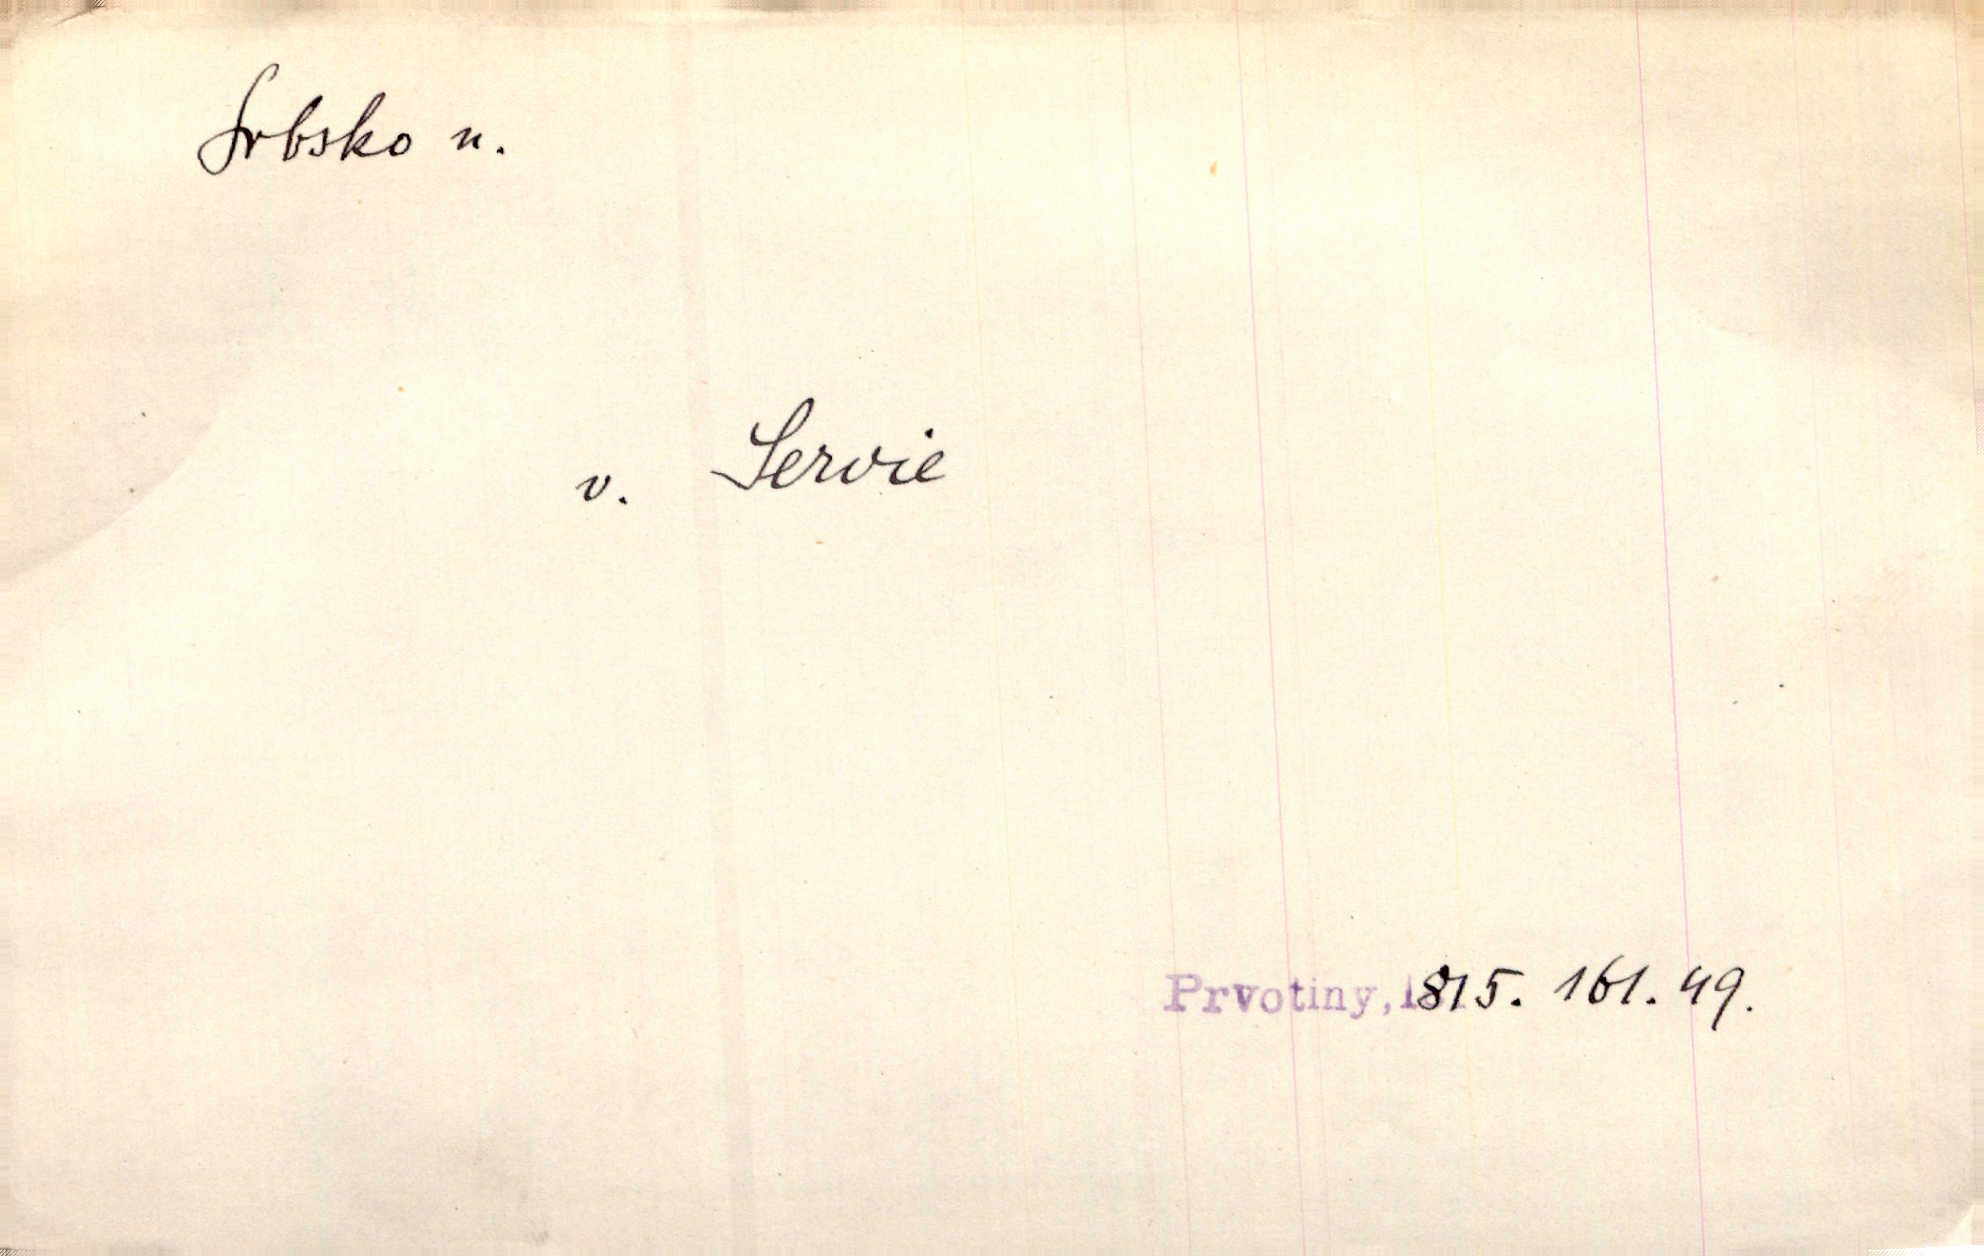 Srbsko n.
v. Servie
Prvotiny, 1815. 161. 49.